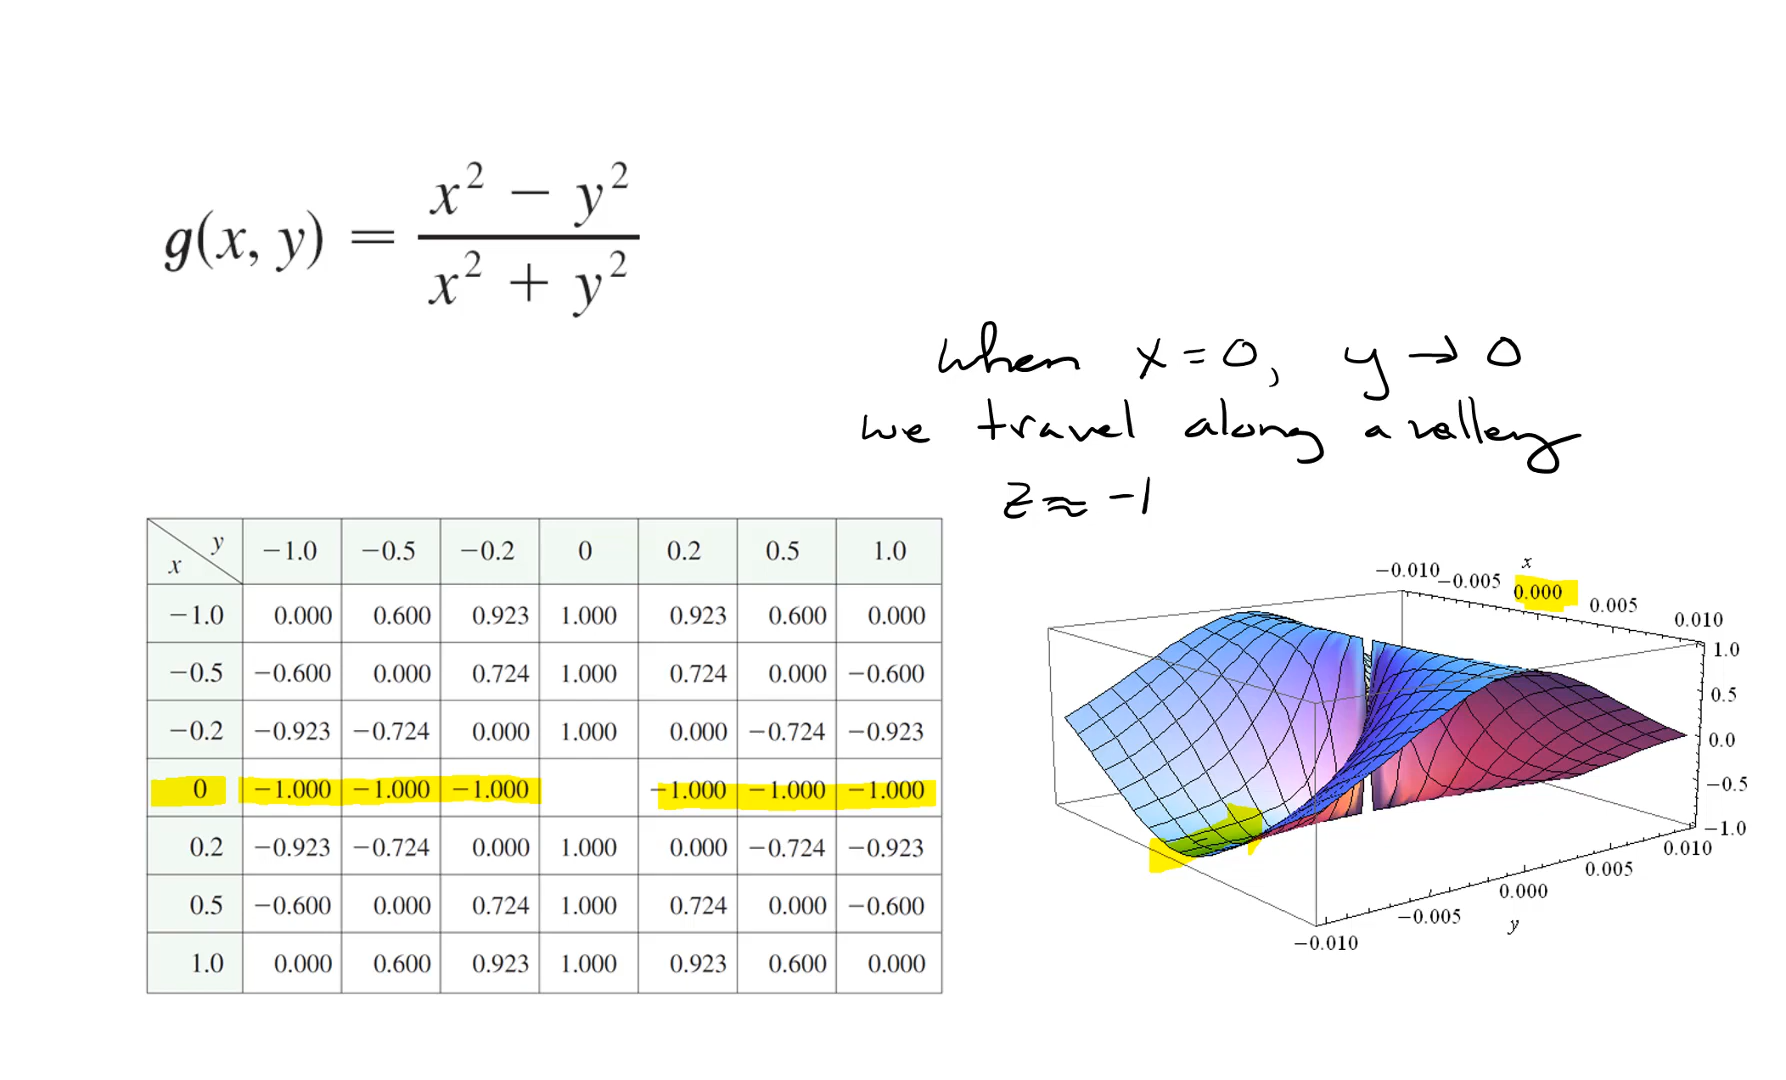 g(x, y) = x² − y² / x² + y²
when x = 0, y → 0
we travel along a valley
z ≈ −1
x y −1.0 −0.5 −0.2 0 0.2 0.5 1.0
−1.0 0.000 0.600 0.923 1.000 0.923 0.600 0.000
−0.5 −0.600 0.000 0.724 1.000 0.724 0.000 −0.600
−0.2 −0.923 −0.724 0.000 1.000 0.000 −0.724 −0.923
0 −1.000 −1.000 −1.000 −1.000 −1.000 −1.000
0.2 −0.923 −0.724 0.000 1.000 0.000 −0.724 −0.923
0.5 −0.600 0.000 0.724 1.000 0.724 0.000 −0.600
1.0 0.000 0.600 0.923 1.000 0.923 0.600 0.000
x
−0.010 −0.005 0.000 0.005 0.010
1.0
0.5
0.0
−0.5
−1.0
−0.010 −0.005 0.000 0.005 0.010
y